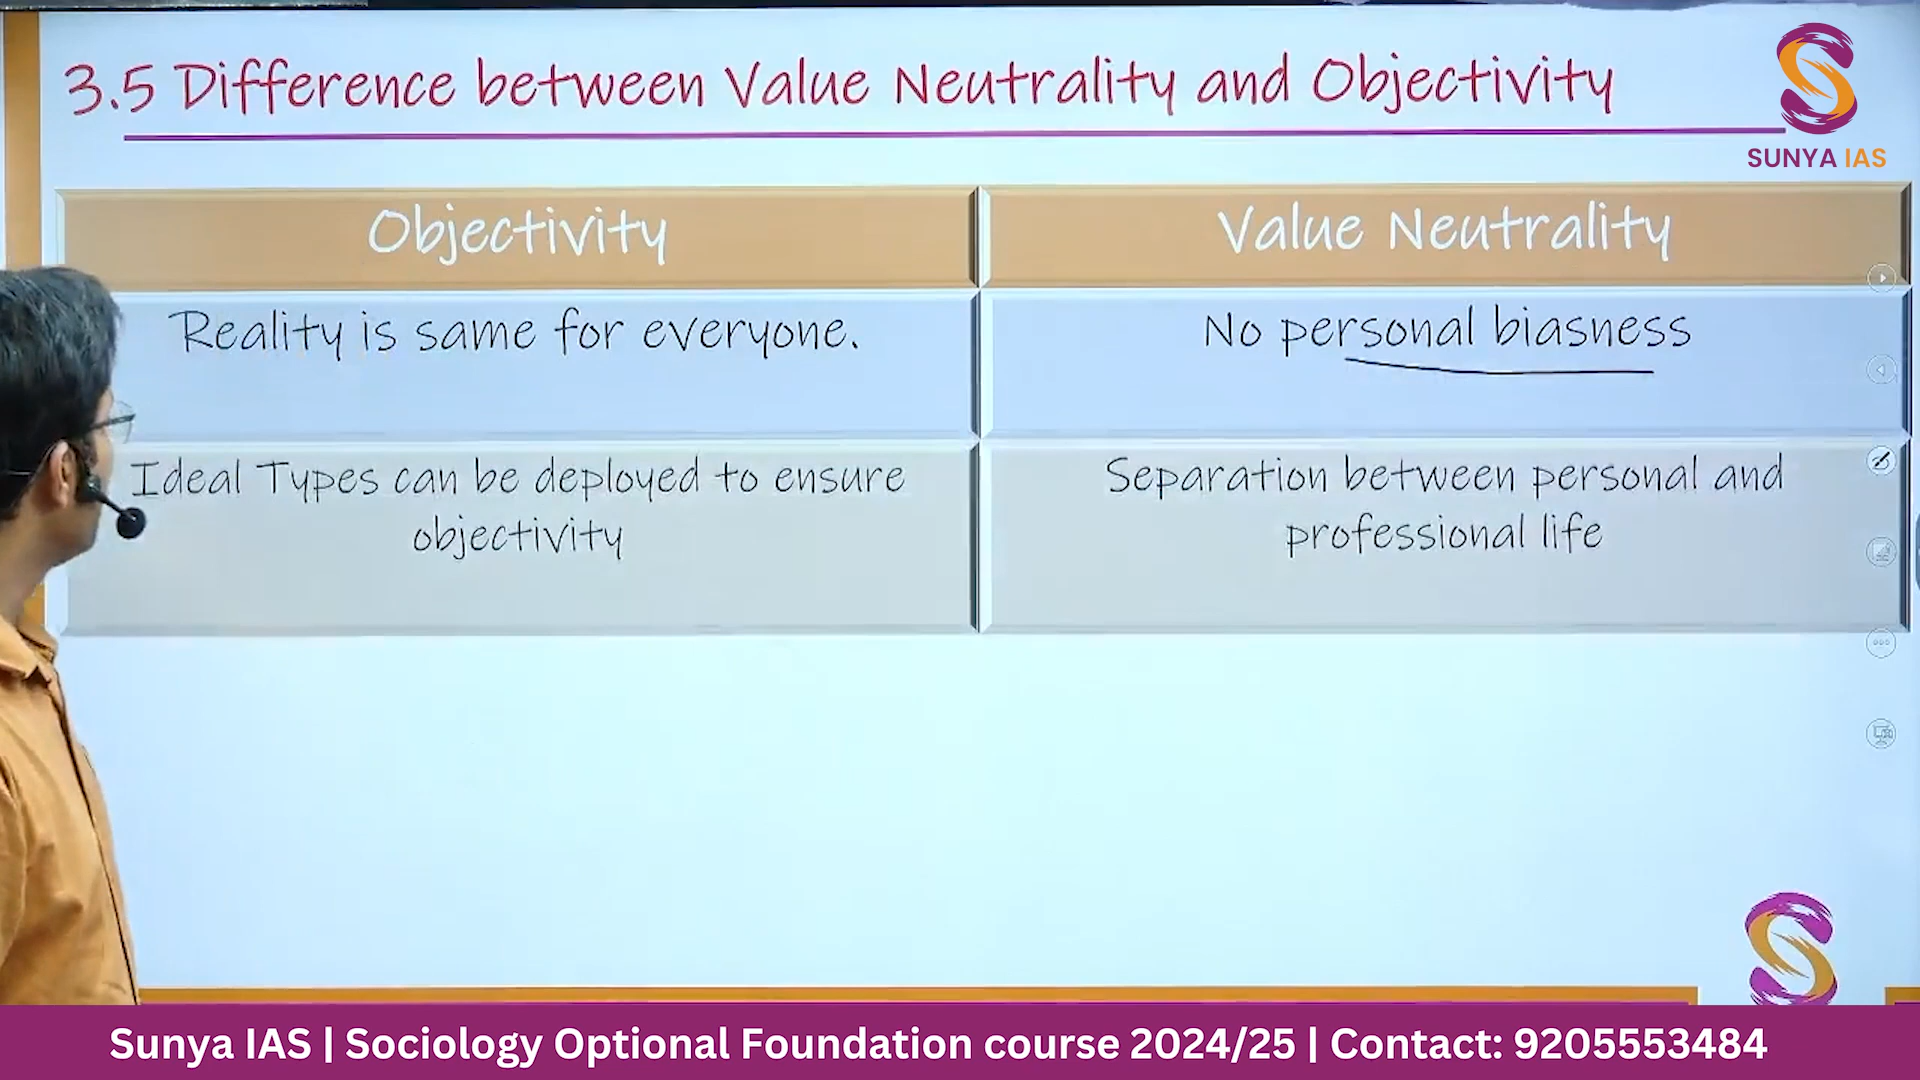 3.5 Difference between Value Neutrality and Objectivity
SUNYA IAS
Objectivity
Value Neutrality
Reality is same for everyone.
No personal biasness
Ideal Types can be deployed to ensure
objectivity
Separation between personal and
professional life
Sunya IAS | Sociology Optional Foundation course 2024/25 | Contact: 9205553484